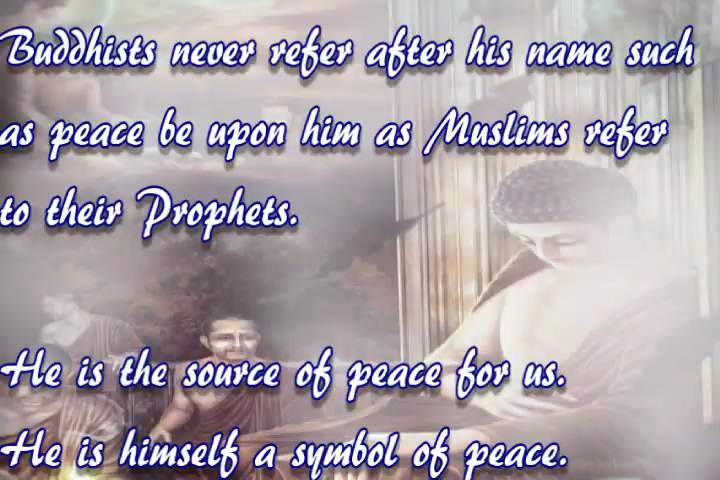 Buddhists never refer after his name such
as peace be upon him as Muslims refer
to their Prophets.
He is the source of peace for us.
He is himself a symbol of peace.